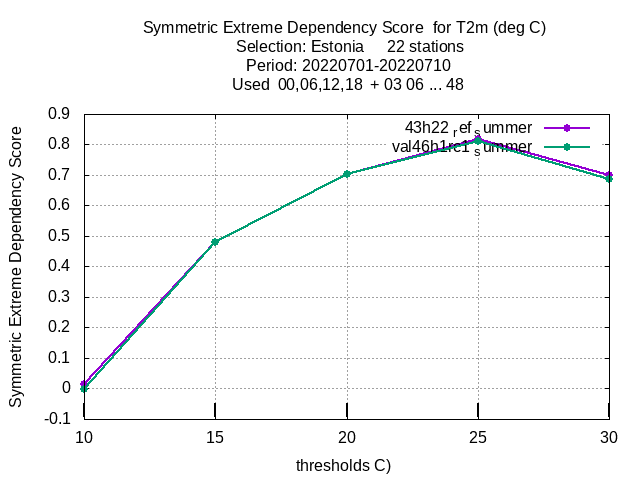 Symmetric Extreme Dependency Score  for T2m (deg C)
Selection: Estonia     22 stations
Period: 20220701-20220710
Used  00,06,12,18  + 03 06 ... 48
Symmetric Extreme Dependency Score
0.9
0.8
0.7
0.6
0.5
0.4
0.3
0.2
0.1
0
-0.1
43h22 ref summer
val46h1rc1 summer
10 15 20 25 30
thresholds C)